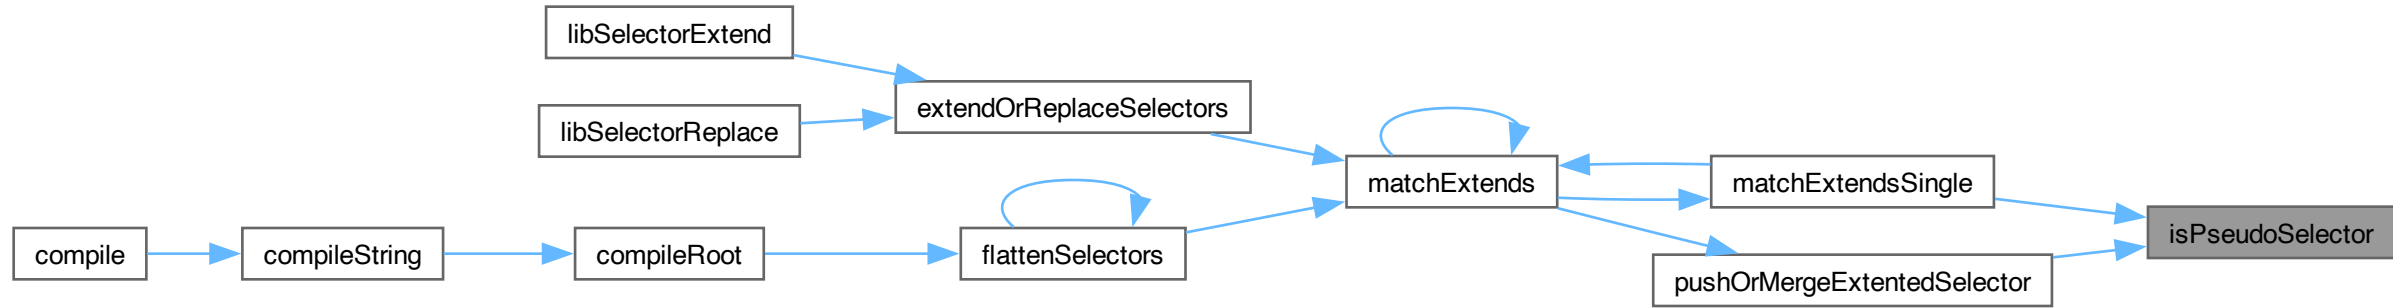 libSelectorExtend
extendOrReplaceSelectors
libSelectorReplace
matchExtends
matchExtendsSingle
isPseudoSelector
compile
compileString
compileRoot
flattenSelectors
pushOrMergeExtentedSelector